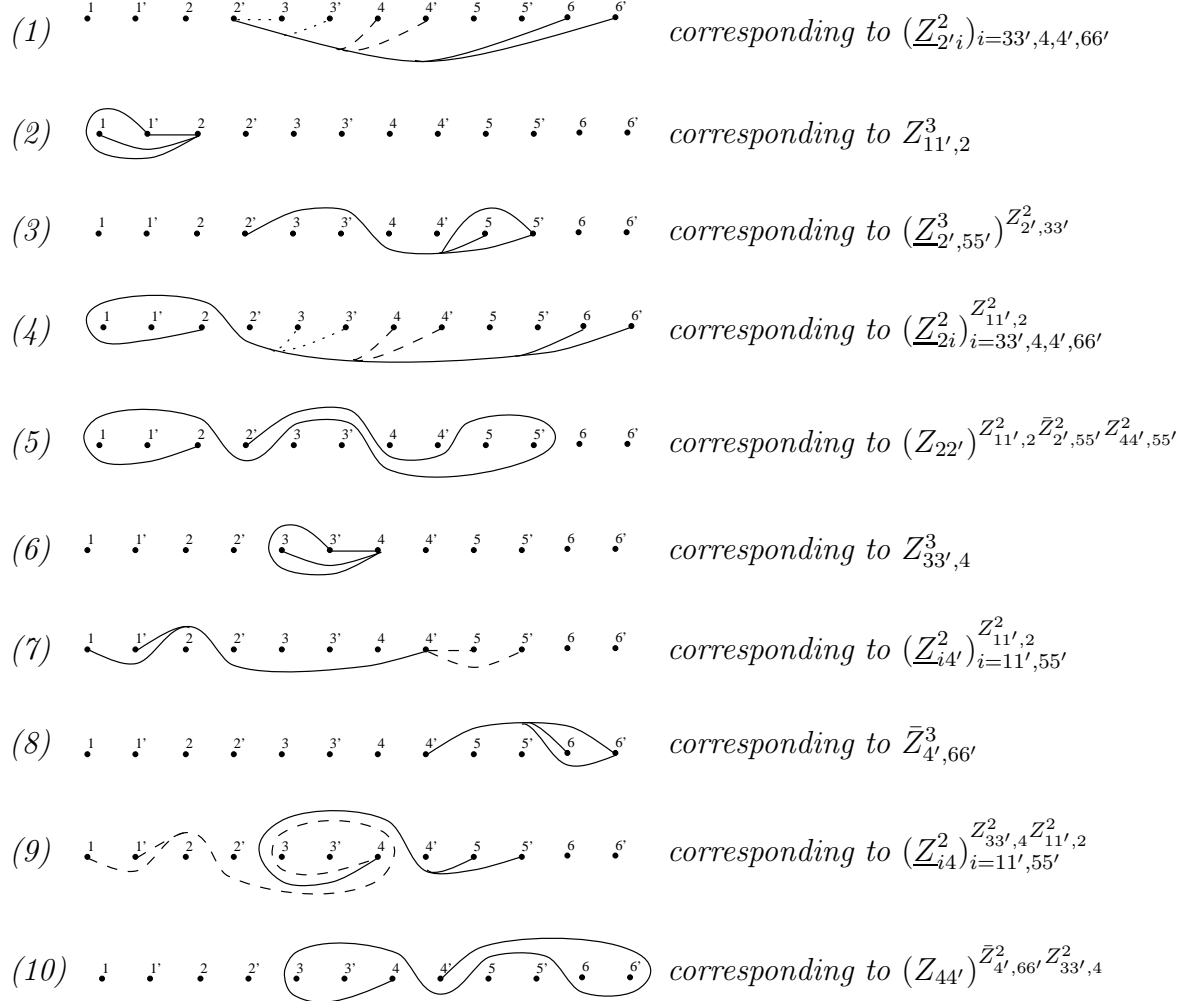 1 1' 2 2' 3 3' 4 4' 5 5' 6 6'
(1) corresponding to $(\underline{Z}^2_{2'i})_{i=33',4,4',66'}$
1 1' 2 2' 3 3' 4 4' 5 5' 6 6'
(2) corresponding to $Z^3_{11',2}$
1 1' 2 2' 3 3' 4 4' 5 5' 6 6'
(3) corresponding to $(\underline{Z}^3_{2',55'})^{Z^2_{2',33'}}$
1 1' 2 2' 3 3' 4 4' 5 5' 6 6'
(4) corresponding to $(\underline{Z}^2_{2i})^{Z^2_{11',2}}_{i=33',4,4',66'}$
1 1' 2 2' 3 3' 4 4' 5 5' 6 6'
(5) corresponding to $(Z_{22'})^{Z^2_{11',2}\bar{Z}^2_{2',55'}Z^2_{44',55'}}$
1 1' 2 2' 3 3' 4 4' 5 5' 6 6'
(6) corresponding to $Z^3_{33',4}$
1 1' 2 2' 3 3' 4 4' 5 5' 6 6'
(7) corresponding to $(\underline{Z}^2_{i4'})^{Z^2_{11',2}}_{i=11',55'}$
1 1' 2 2' 3 3' 4 4' 5 5' 6 6'
(8) corresponding to $\bar{Z}^3_{4',66'}$
1 1' 2 2' 3 3' 4 4' 5 5' 6 6'
(9) corresponding to $(\underline{Z}^2_{i4})^{Z^2_{33',4}Z^2_{11',2}}_{i=11',55'}$
1 1' 2 2' 3 3' 4 4' 5 5' 6 6'
(10) corresponding to $(Z_{44'})^{\bar{Z}^2_{4',66'}Z^2_{33',4}}$